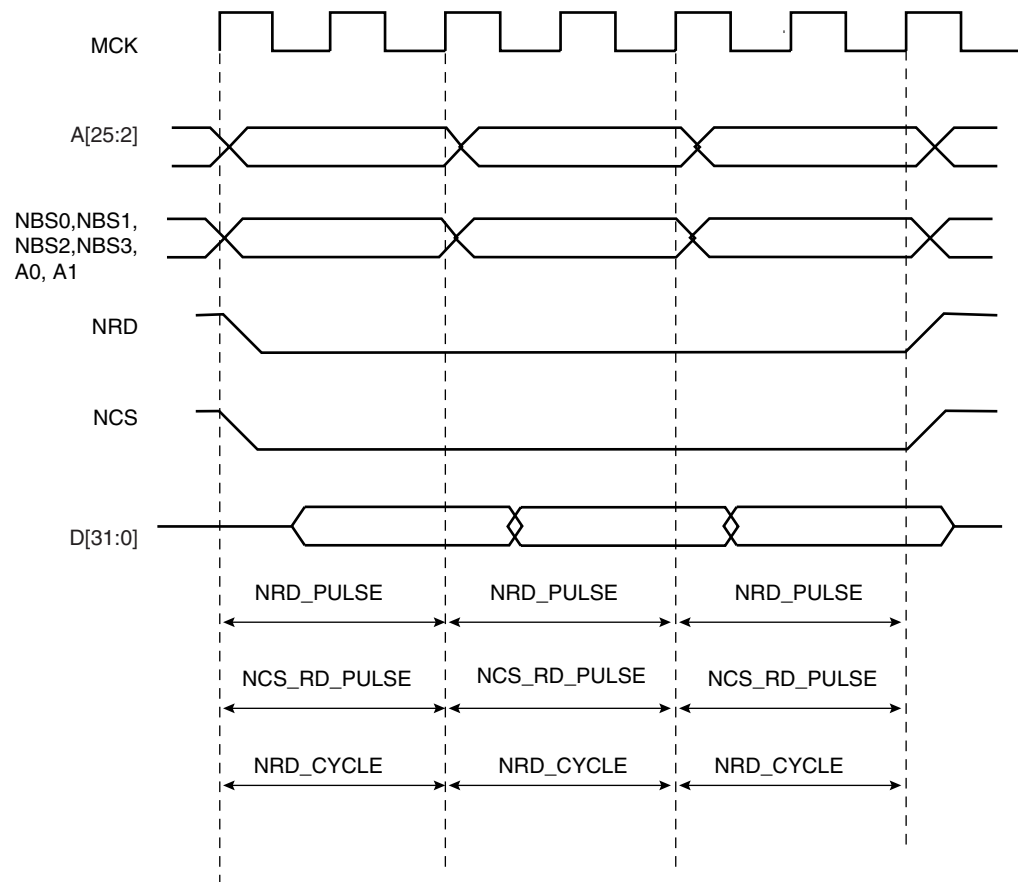 MCK
A[25:2]
NBS0,NBS1,
NBS2,NBS3,
A0, A1
NRD
NCS
D[31:0]
NRD_PULSE NRD_PULSE NRD_PULSE
NCS_RD_PULSE NCS_RD_PULSE NCS_RD_PULSE
NRD_CYCLE NRD_CYCLE NRD_CYCLE